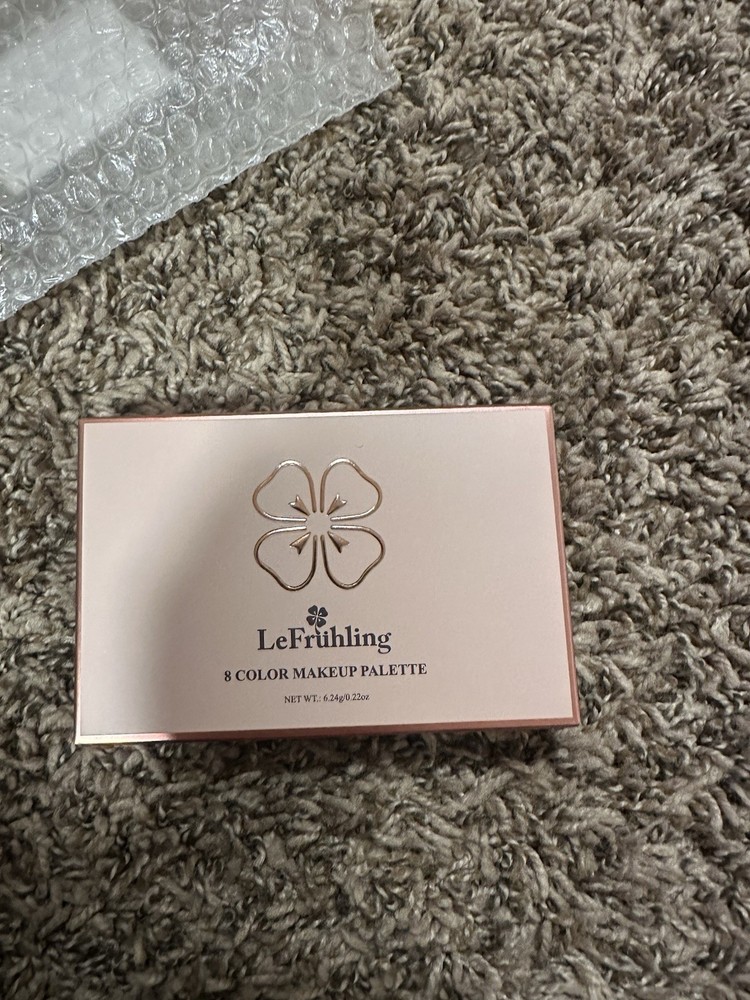 LeFrühling
8 COLOR MAKEUP PALETTE
NET WT.: 6.24g/0.22oz